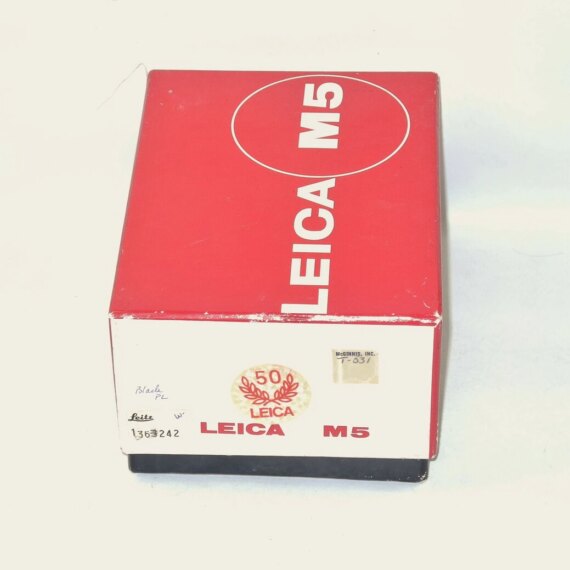 LEICA M5
McGINNIS, INC.
T-031
50
LEICA
Black
PL
Leitz
W
1363242
LEICA M5